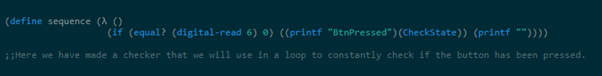 (define sequence (λ ()
(if (equal? (digital-read 6) 0) ((printf "BtnPressed")(CheckState)) (printf ""))))
;;Here we have made a checker that we will use in a loop to constantly check if the button has been pressed.